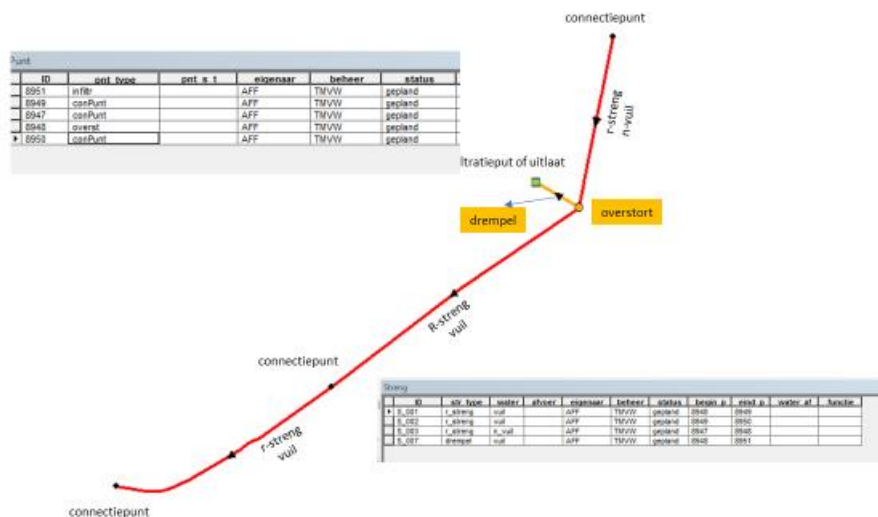 connectiepunt
Punt
ID pnt_type pnt_s_t eigenaar beheer status
8951 infiltr AFF TMVW gepland
8949 conPunt AFF TMVW gepland
8947 conPunt AFF TMVW gepland
8948 overst AFF TMVW gepland
8950 conPunt AFF TMVW gepland
r-streng
n-vuil
ltratieput of uitlaat
drempel
overstort
R-streng
vuil
connectiepunt
Streng
ID str_type water afvoer eigenaar beheer status begin_p eind_p water_af functie
S_001 r_streng vuil AFF TMVW gepland 8948 8949
S_002 r_streng vuil AFF TMVW gepland 8949 8950
S_003 r_streng n_vuil AFF TMVW gepland 8947 8948
S_007 drempel vuil AFF TMVW gepland 8948 8951
r-streng
vuil
connectiepunt